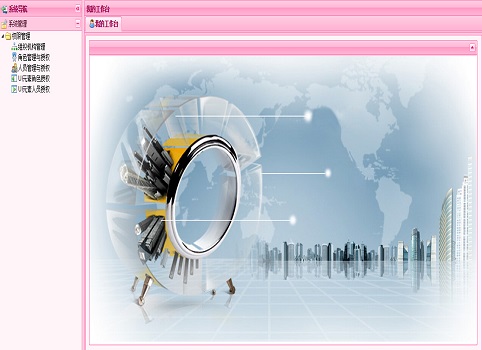 系统导航
我的工作台
系统管理
我的工作台
权限管理
组织机构管理
角色管理与授权
人员管理与授权
UI元素角色授权
UI元素人员授权